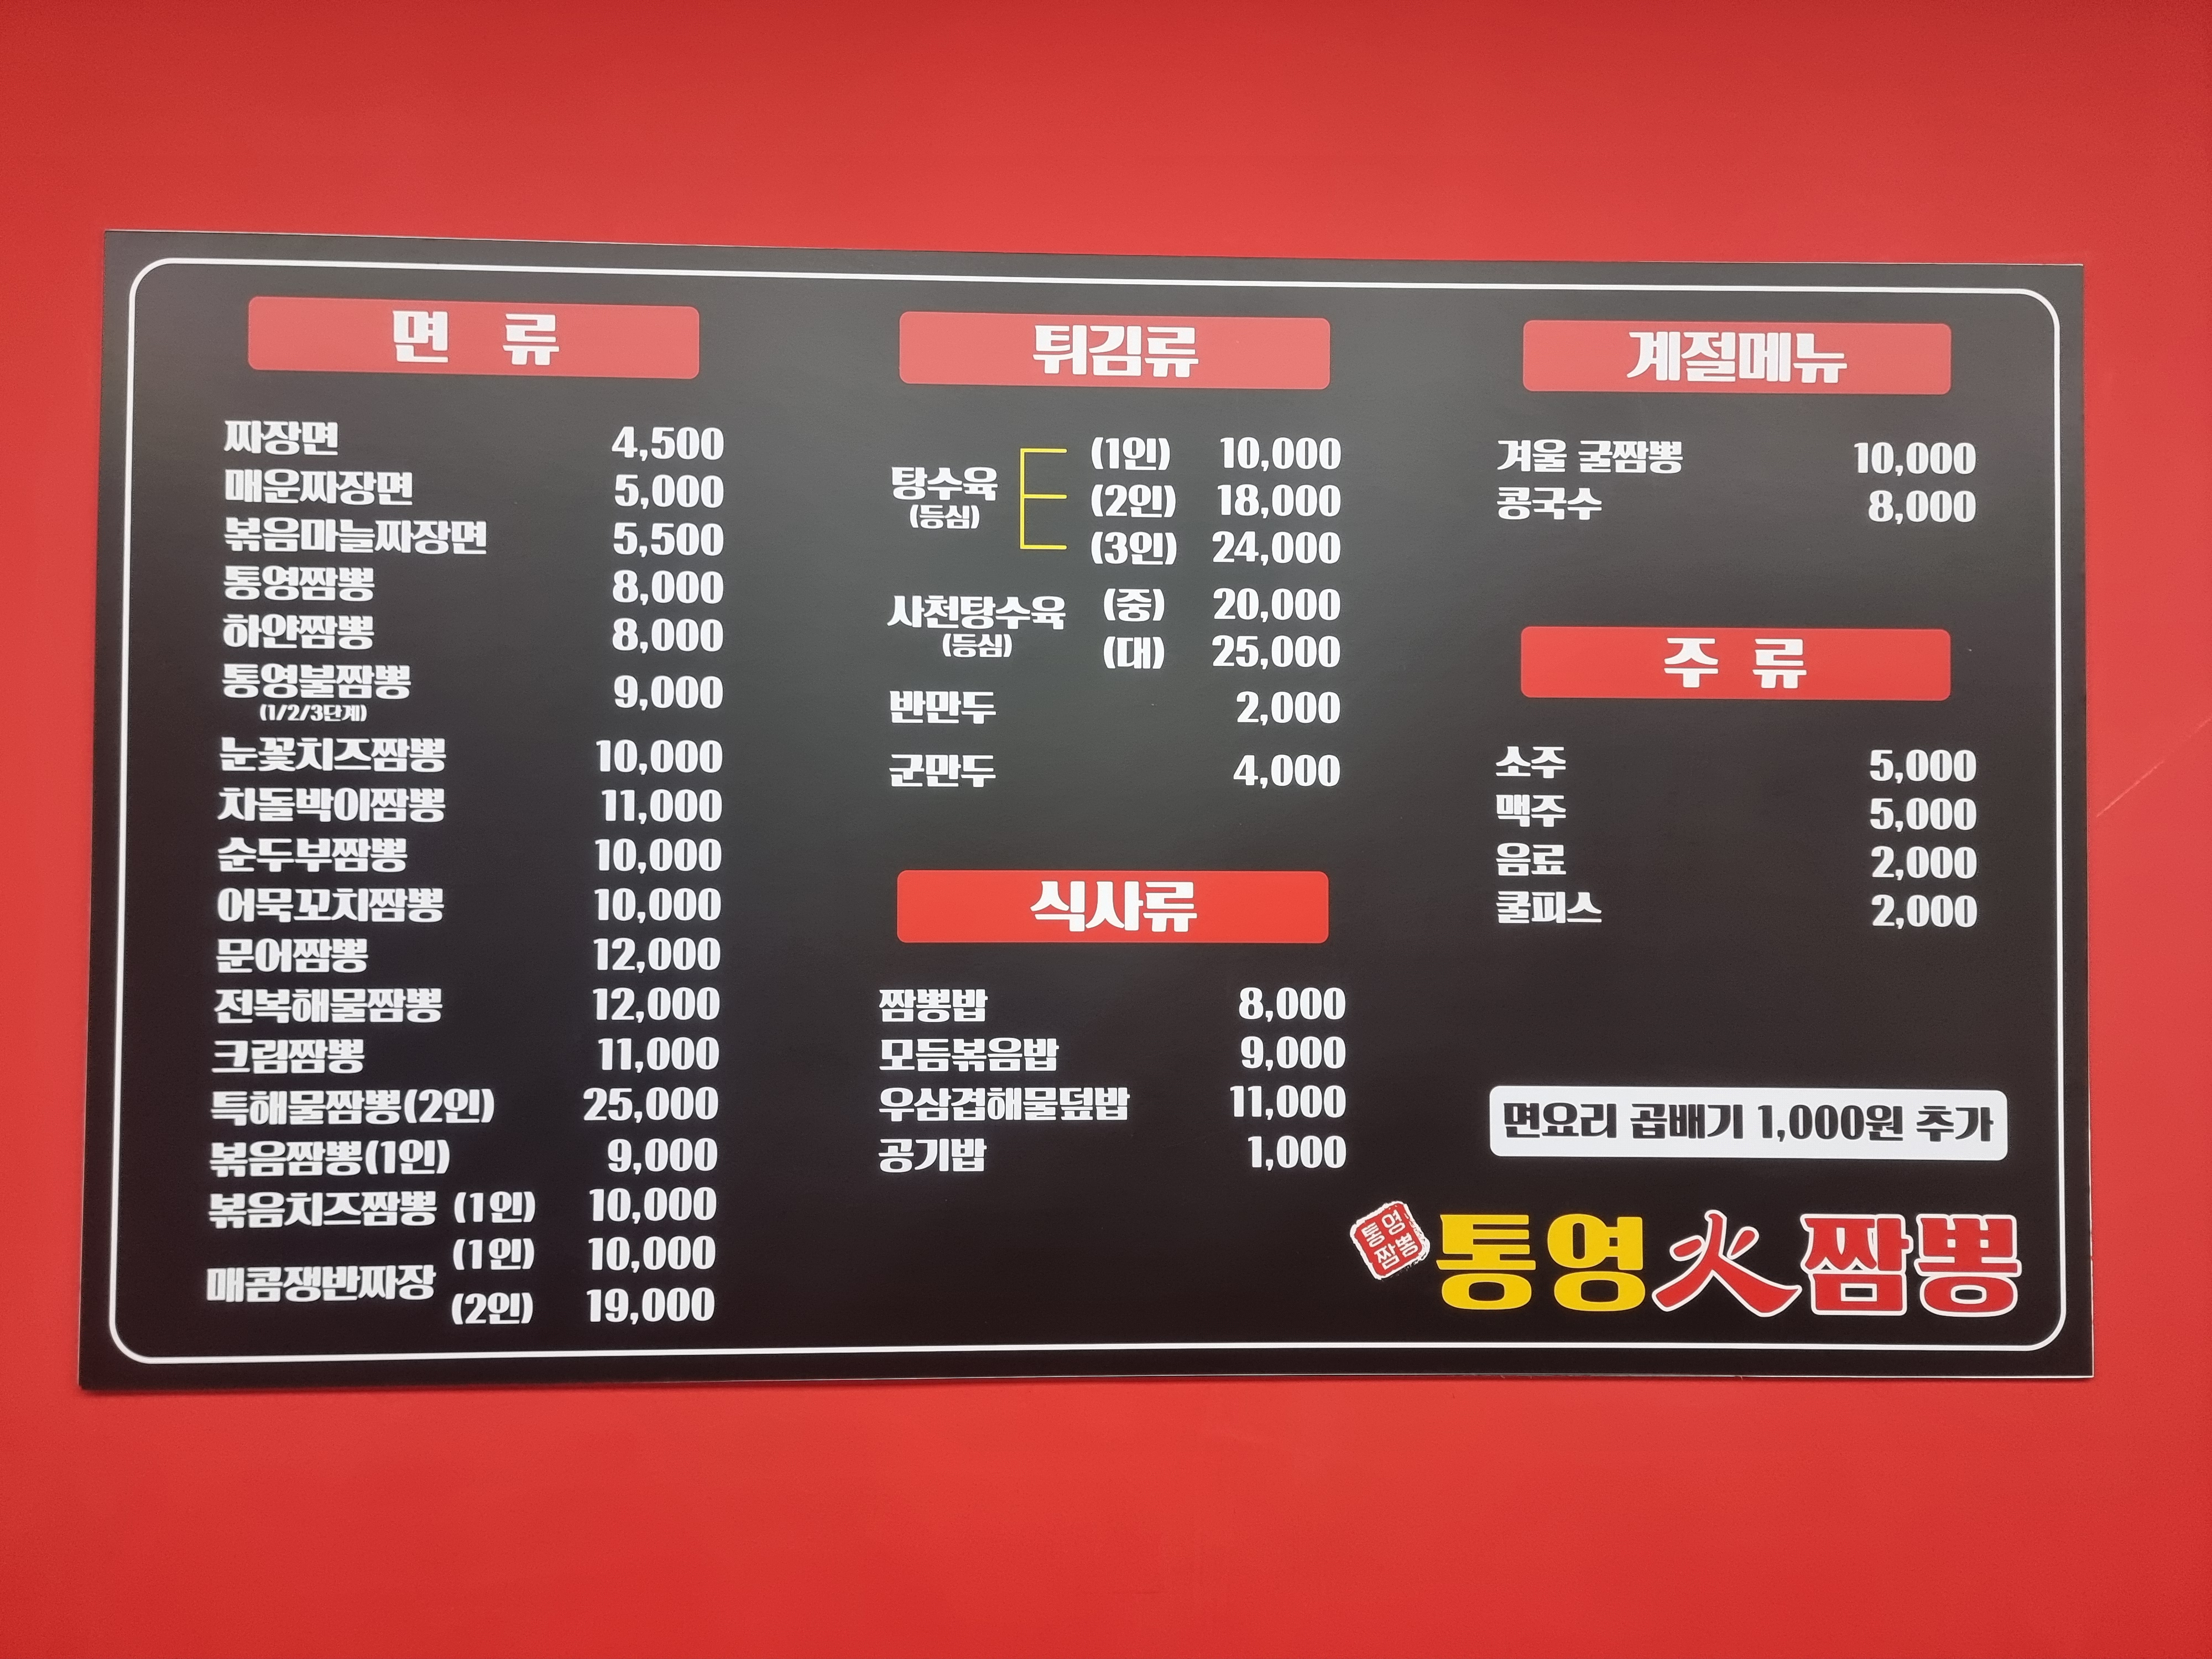 면 류
짜장면 4,500
매운짜장면 5,000
볶음마늘짜장면 5,500
통영짬뽕 8,000
하얀짬뽕 8,000
통영불짬뽕 9,000
(1/2/3단계)
눈꽃치즈짬뽕 10,000
차돌박이짬뽕 11,000
순두부짬뽕 10,000
어묵꼬치짬뽕 10,000
문어짬뽕 12,000
전복해물짬뽕 12,000
크림짬뽕 11,000
특해물짬뽕(2인) 25,000
볶음짬뽕(1인) 9,000
볶음치즈짬뽕 (1인) 10,000
매콤쟁반짜장 (1인) 10,000
(2인) 19,000
튀김류
탕수육 (1인) 10,000
(등심) (2인) 18,000
(3인) 24,000
사천탕수육 (중) 20,000
(등심) (대) 25,000
반만두 2,000
군만두 4,000
식사류
짬뽕밥 8,000
모듬볶음밥 9,000
우삼겹해물덮밥 11,000
공기밥 1,000
계절메뉴
겨울 굴짬뽕 10,000
콩국수 8,000
주 류
소주 5,000
맥주 5,000
음료 2,000
쿨피스 2,000
면요리 곱배기 1,000원 추가
통영
짬뽕
통영火짬뽕